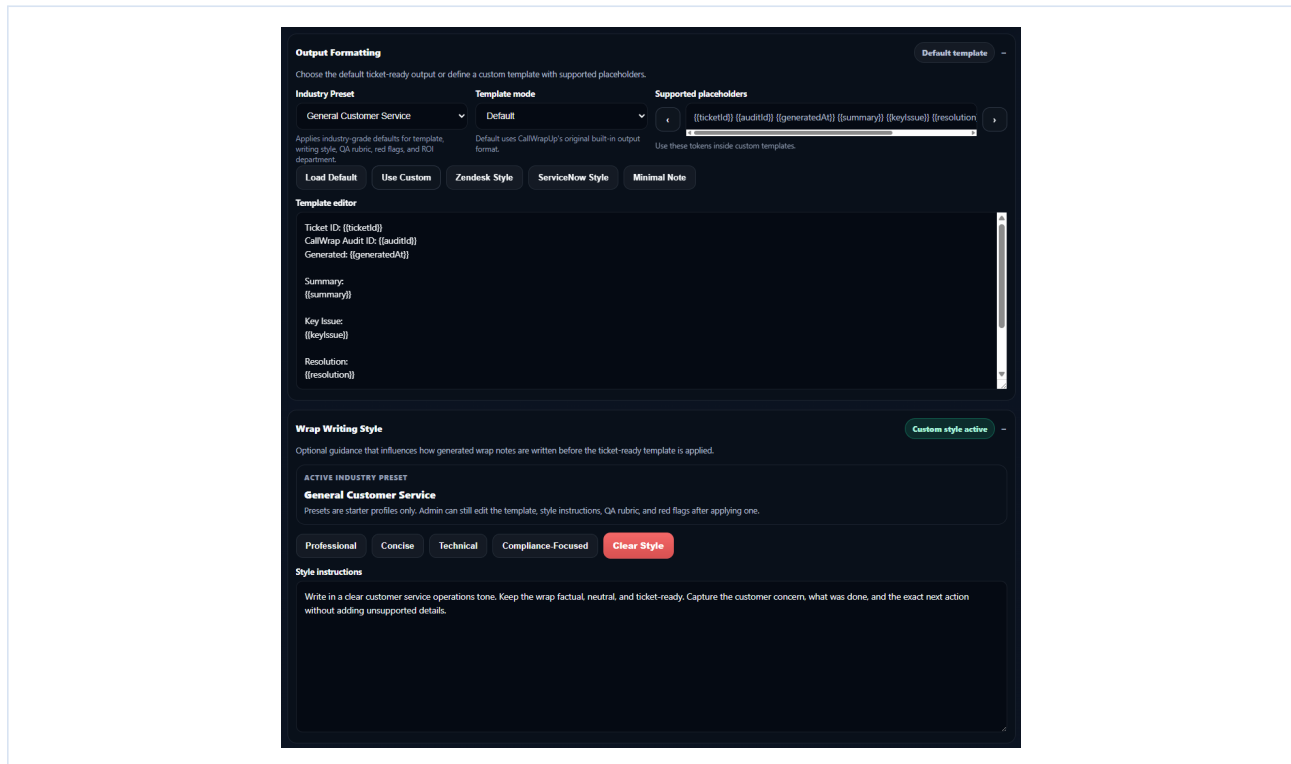 Output Formatting
Default template
Choose the default ticket-ready output or define a custom template with supported placeholders.
Industry Preset
Template mode
Supported placeholders
General Customer Service
Default
{{ticketId}} {{auditId}} {{generatedAt}} {{summary}} {{keyIssue}} {{resolution
Applies industry-grade defaults for template,
writing style, QA rubric, red flags, and ROI
department.
Default uses CallWrapUp's original built-in output
format.
Use these tokens inside custom templates.
Load Default
Use Custom
Zendesk Style
ServiceNow Style
Minimal Note
Template editor
Ticket ID: {{ticketId}}
CallWrap Audit ID: {{auditId}}
Generated: {{generatedAt}}
Summary:
{{summary}}
Key Issue:
{{keyIssue}}
Resolution:
{{resolution}}
Wrap Writing Style
Custom style active
Optional guidance that influences how generated wrap notes are written before the ticket-ready template is applied.
ACTIVE INDUSTRY PRESET
General Customer Service
Presets are starter profiles only. Admin can still edit the template, style instructions, QA rubric, and red flags after applying one.
Professional
Concise
Technical
Compliance-Focused
Clear Style
Style instructions
Write in a clear customer service operations tone. Keep the wrap factual, neutral, and ticket-ready. Capture the customer concern, what was done, and the exact next action
without adding unsupported details.